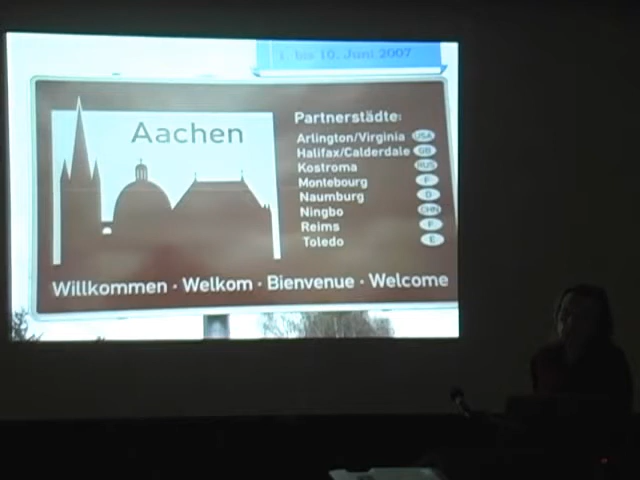 1. bis 10. Juni 2007
Aachen
Partnerstädte:
Arlington/Virginia USA
Halifax/Calderdale GB
Kostroma RUS
Montebourg F
Naumburg D
Ningbo CHN
Reims F
Toledo E
Willkommen · Welkom · Bienvenue · Welcome